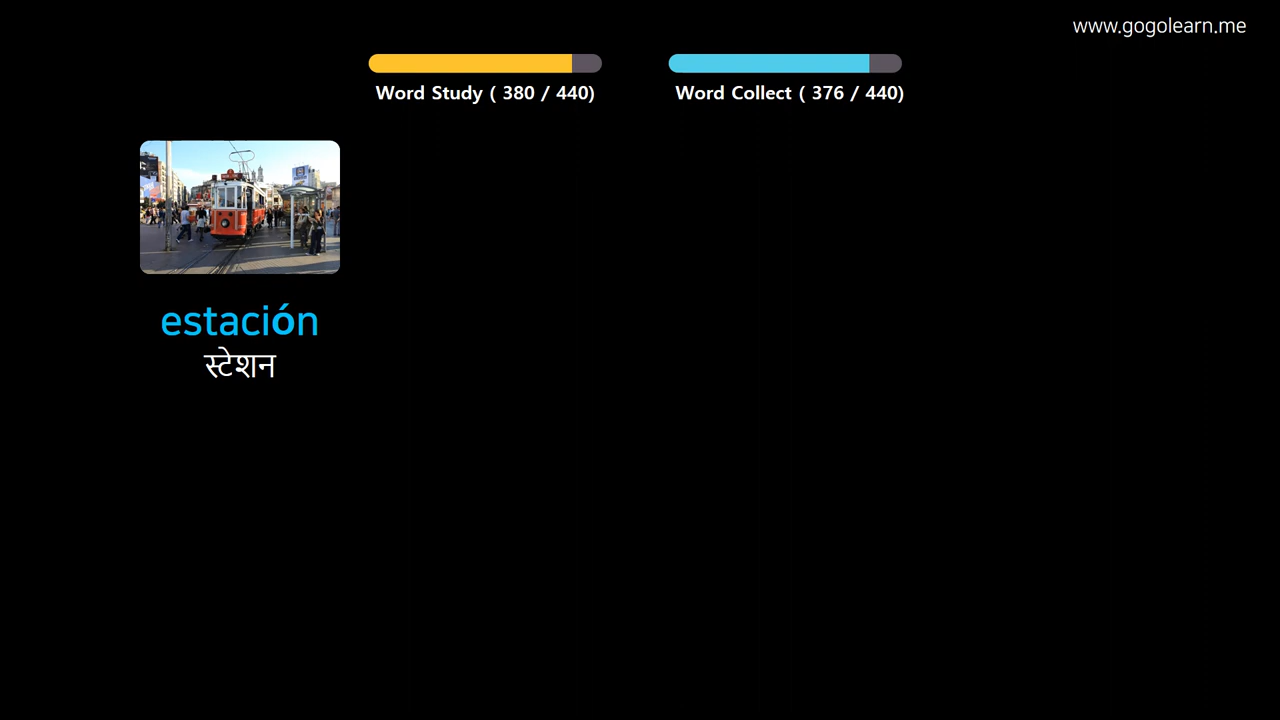 www.gogolearn.me
Word Study ( 380 / 440)
Word Collect ( 376 / 440)
estación
स्टेशन